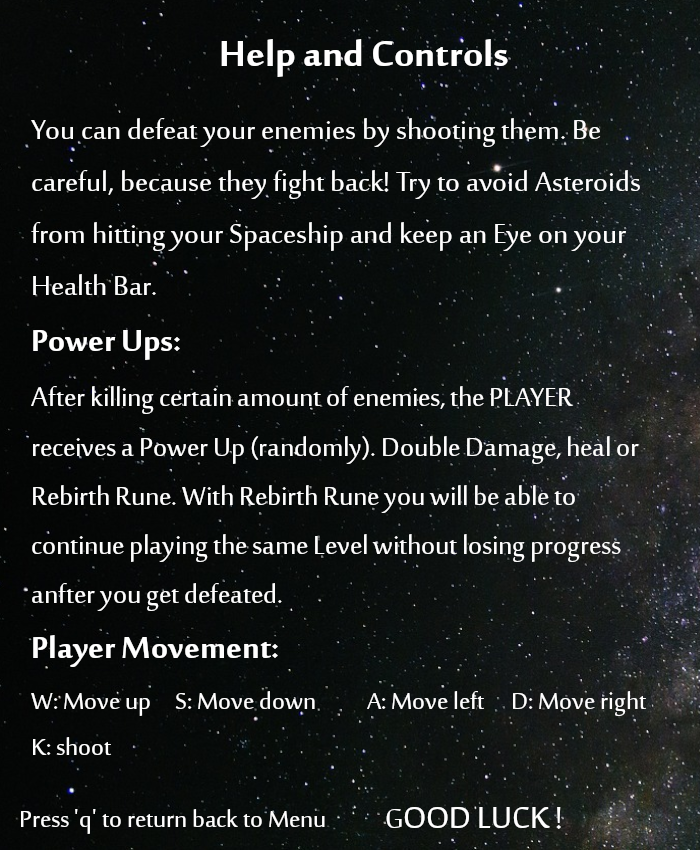 Help and Controls
You can defeat your enemies by shooting them. Be
careful, because they fight back! Try to avoid Asteroids
from hitting your Spaceship and keep an Eye on your
Health Bar.
Power Ups:
After killing certain amount of enemies, the PLAYER
receives a Power Up (randomly). Double Damage, heal or
Rebirth Rune. With Rebirth Rune you will be able to
continue playing the same Level without losing progress
anfter you get defeated.
Player Movement:
W: Move up S: Move down A: Move left D: Move right
K: shoot
Press 'q' to return back to Menu GOOD LUCK !